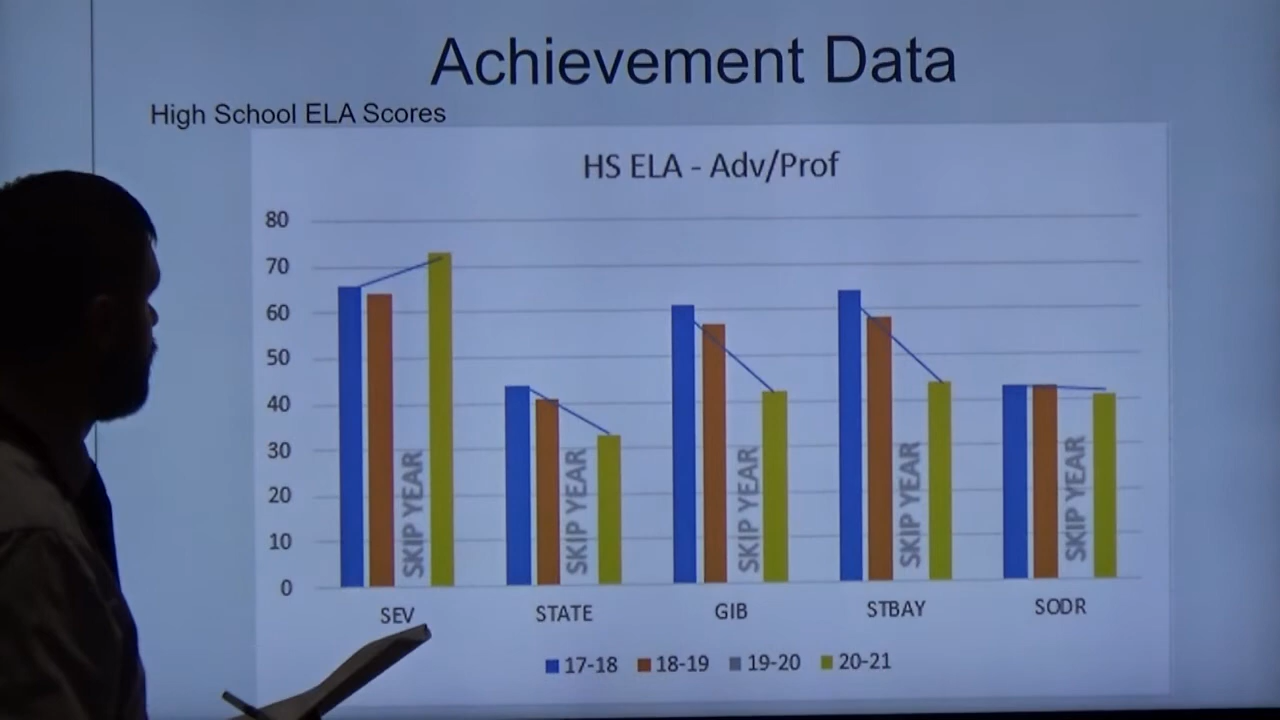 Achievement Data
High School ELA Scores
HS ELA - Adv/Prof
80
70
60
50
40
30
20
10
0
SKIP YEAR
SKIP YEAR
SKIP YEAR
SKIP YEAR
SKIP YEAR
SEV
STATE
GIB
STBAY
SODR
17-18
18-19
19-20
20-21